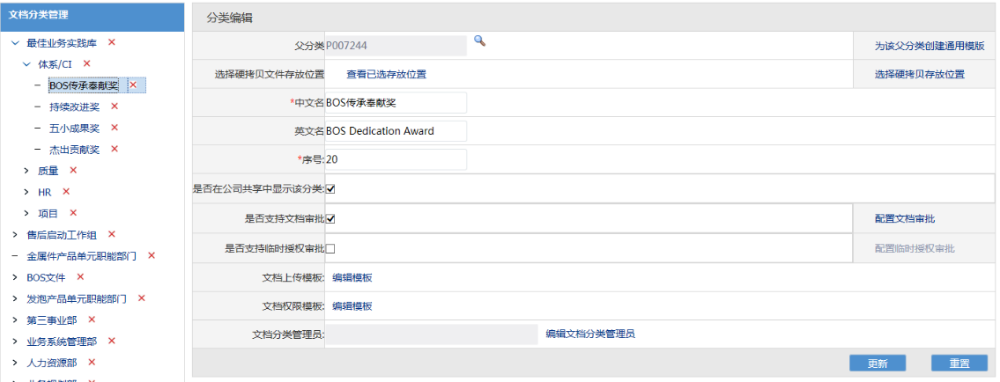 文档分类管理
最佳业务实践库
体系/CI
BOS传承奉献奖
持续改进奖
五小成果奖
杰出贡献奖
质量
HR
项目
售后启动工作组
金属件产品单元职能部门
BOS文件
发泡产品单元职能部门
第三事业部
业务系统管理部
人力资源部
分类编辑
父分类 P007244 为该父分类创建通用模版
选择硬拷贝文件存放位置 查看已选存放位置 选择硬拷贝存放位置
*中文名 BOS传承奉献奖
英文名 BOS Dedication Award
*序号: 20
是否在公司共享中显示该分类:
是否支持文档审批 配置文档审批
是否支持临时授权审批 配置临时授权审批
文档上传模板: 编辑模板
文档权限模板: 编辑模板
文档分类管理员: 编辑文档分类管理员
更新 重置